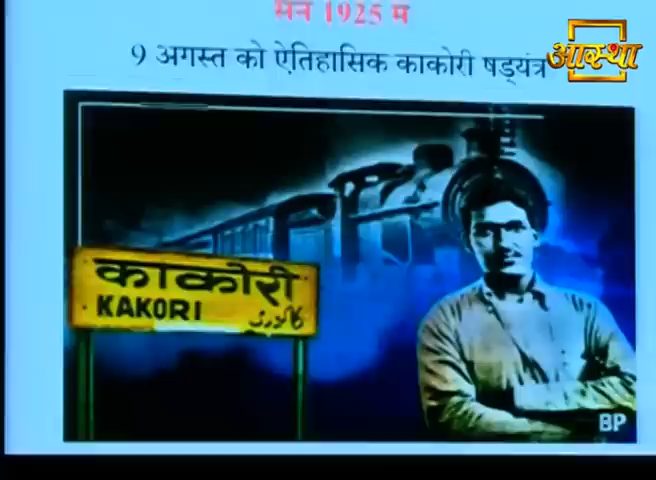 सन 1925 म
9 अगस्त को ऐतिहासिक काकोरी षड्यंत्र
आस्था
काकोरी
KAKORI
کاکوری
BP